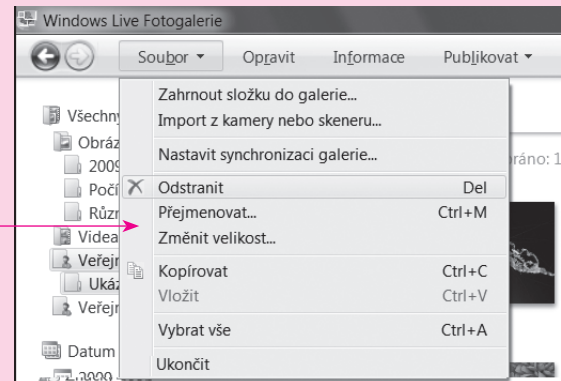 Windows Live Fotogalerie
Soubor Opravit Informace Publikovat
Zahrnout složku do galerie...
Import z kamery nebo skeneru...
Nastavit synchronizaci galerie...
Odstranit Del
Přejmenovat... Ctrl+M
Změnit velikost...
Kopírovat Ctrl+C
Vložit Ctrl+V
Vybrat vše Ctrl+A
Ukončit
Všechn
Obráz
2009
Počí
Různ
Videa
Veřejn
Ukáz
Veřejn
Datum
ráno: 1